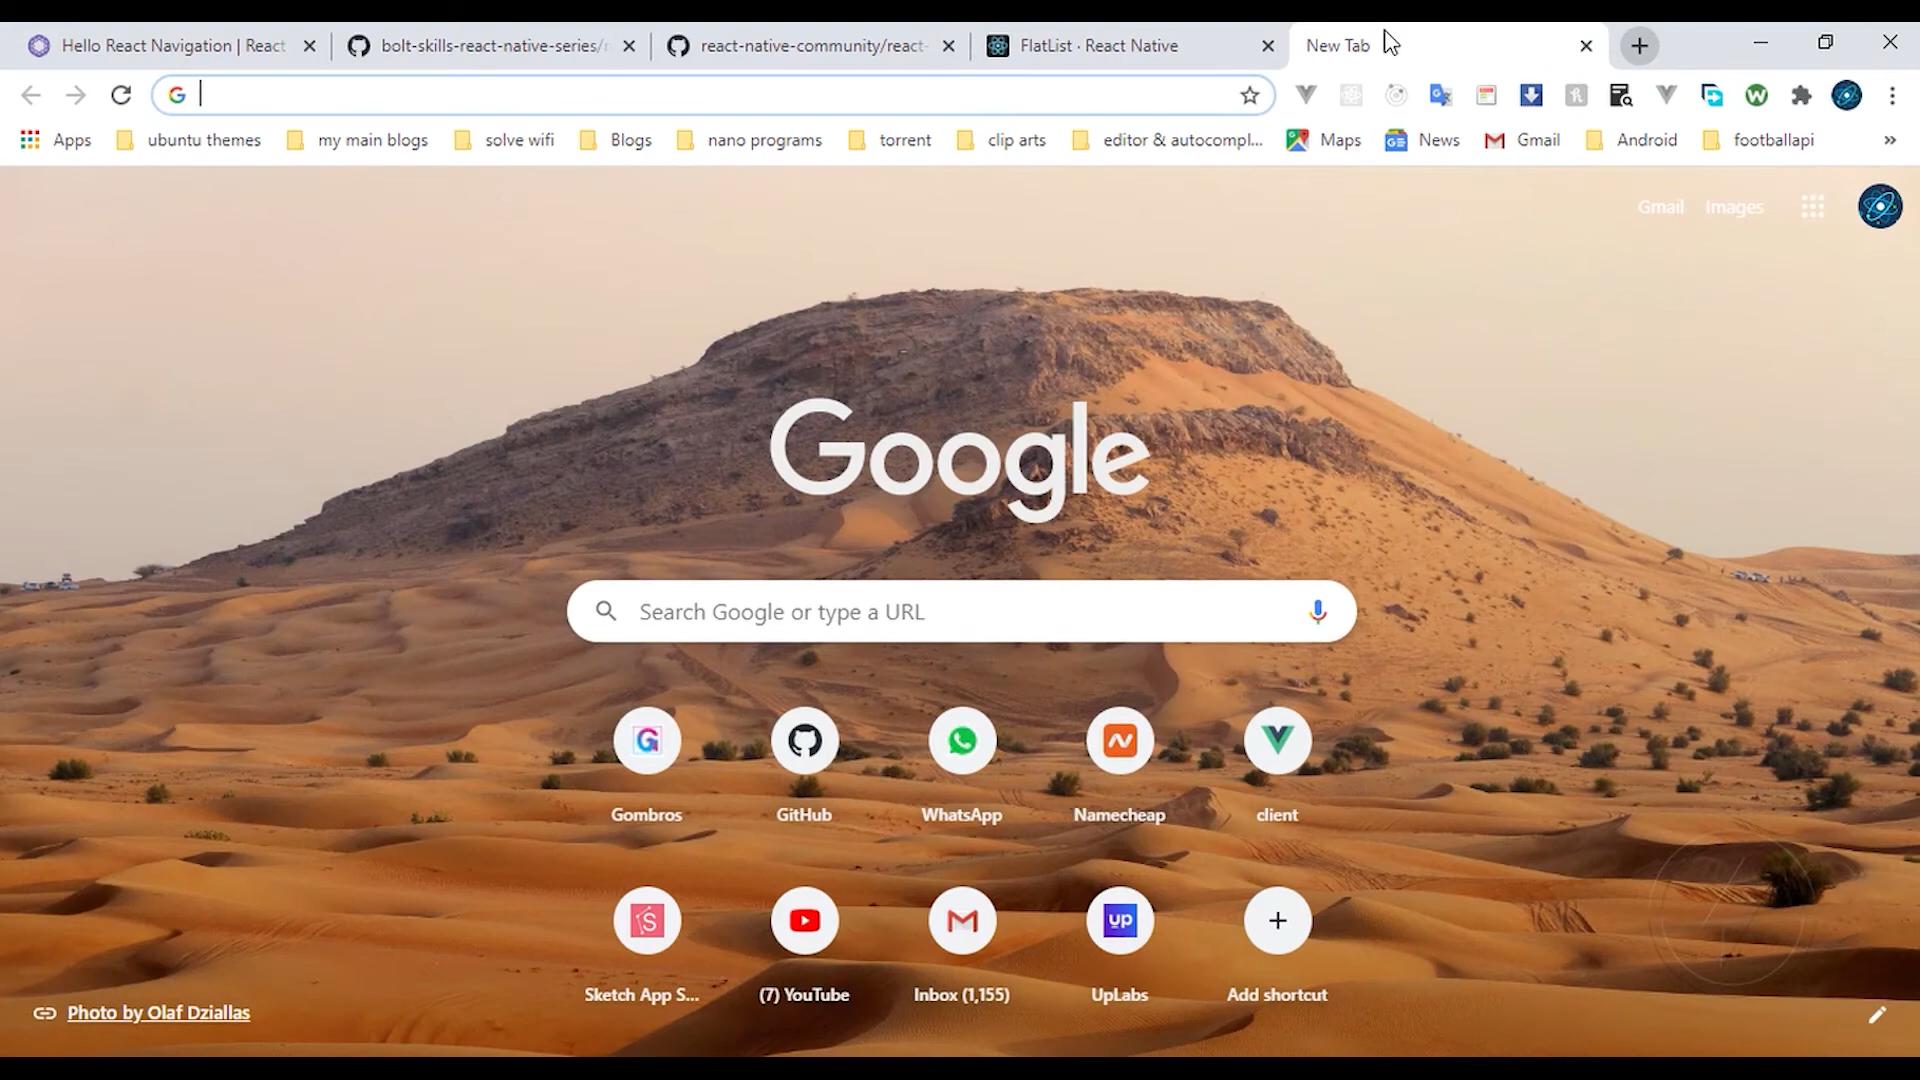 Hello React Navigation | React
bolt-skills-react-native-series/
react-native-community/react-
FlatList · React Native
New Tab
Apps
ubuntu themes
my main blogs
solve wifi
Blogs
nano programs
torrent
clip arts
editor & autocompl...
Maps
News
Gmail
Android
footballapi
»
Gmail
Images
Google
Search Google or type a URL
Gombros
GitHub
WhatsApp
Namecheap
client
Sketch App S...
(7) YouTube
Inbox (1,155)
up
UpLabs
Add shortcut
Photo by Olaf Dziallas